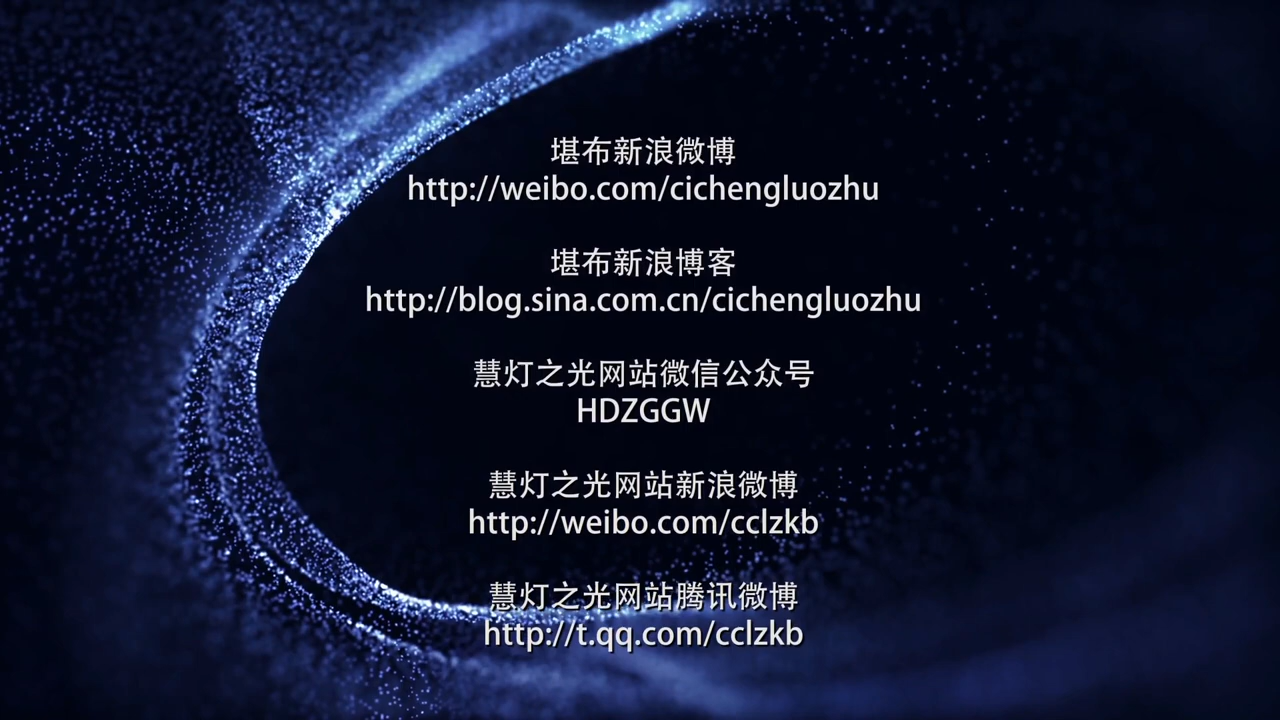 堪布新浪微博
http://weibo.com/cichengluozhu
堪布新浪博客
http://blog.sina.com.cn/cichengluozhu
慧灯之光网站微信公众号
HDZGGW
慧灯之光网站新浪微博
http://weibo.com/cclzkb
慧灯之光网站腾讯微博
http://t.qq.com/cclzkb